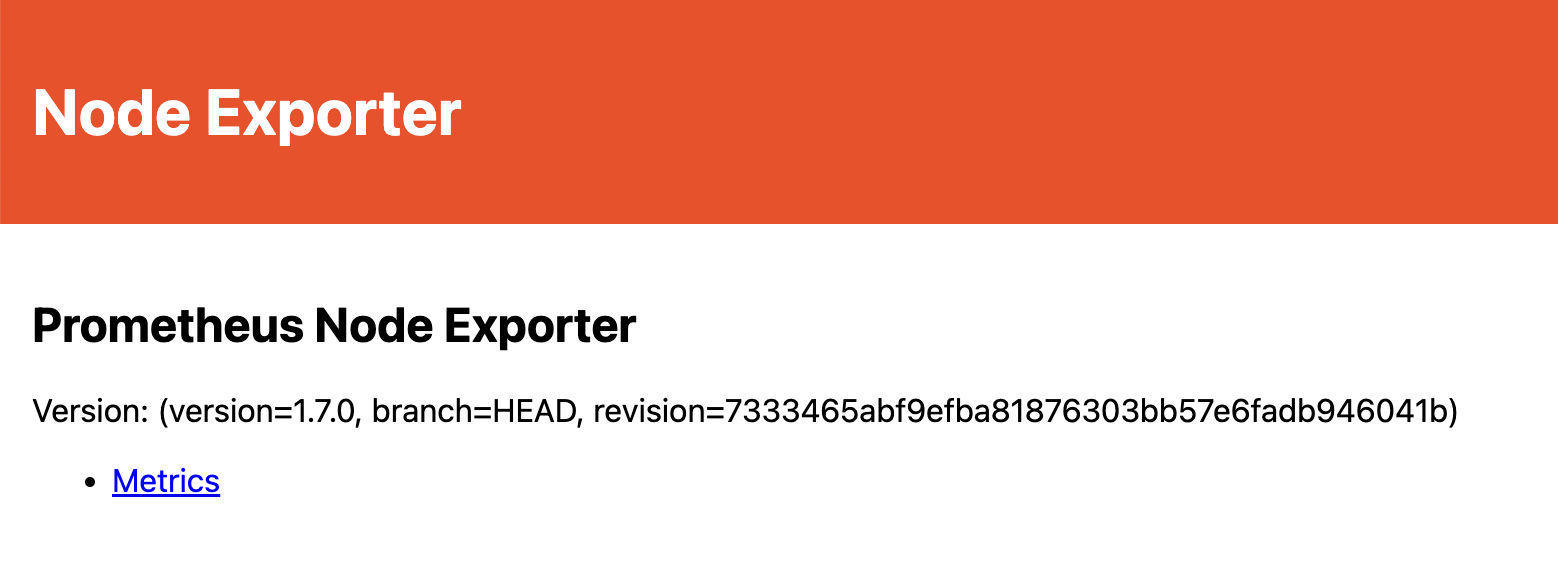 Node Exporter
Prometheus Node Exporter
Version: (version=1.7.0, branch=HEAD, revision=7333465abf9efba81876303bb57e6fadb946041b)
• Metrics